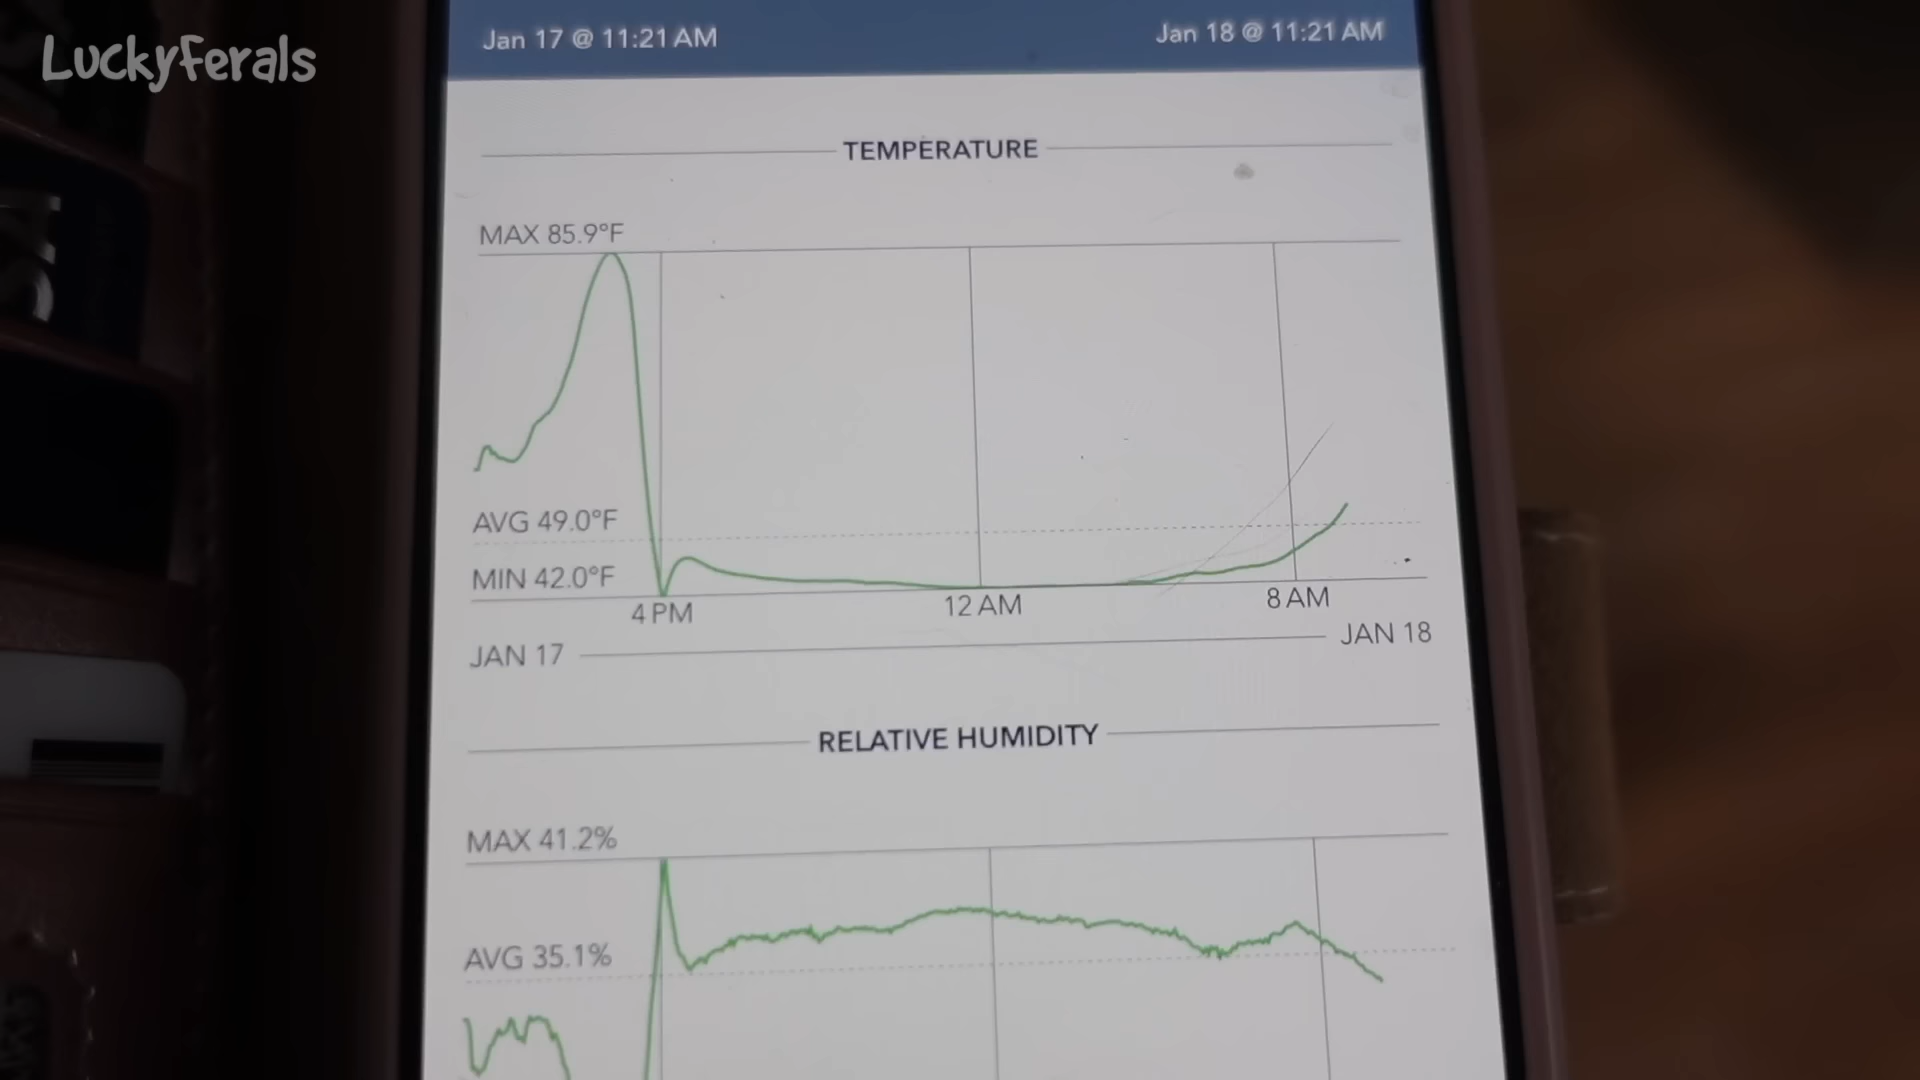 LuckyFerals
Jan 17 @ 11:21 AM
Jan 18 @ 11:21 AM
TEMPERATURE
MAX 85.9°F
AVG 49.0°F
MIN 42.0°F
4 PM
12 AM
8 AM
JAN 17
JAN 18
RELATIVE HUMIDITY
MAX 41.2%
AVG 35.1%